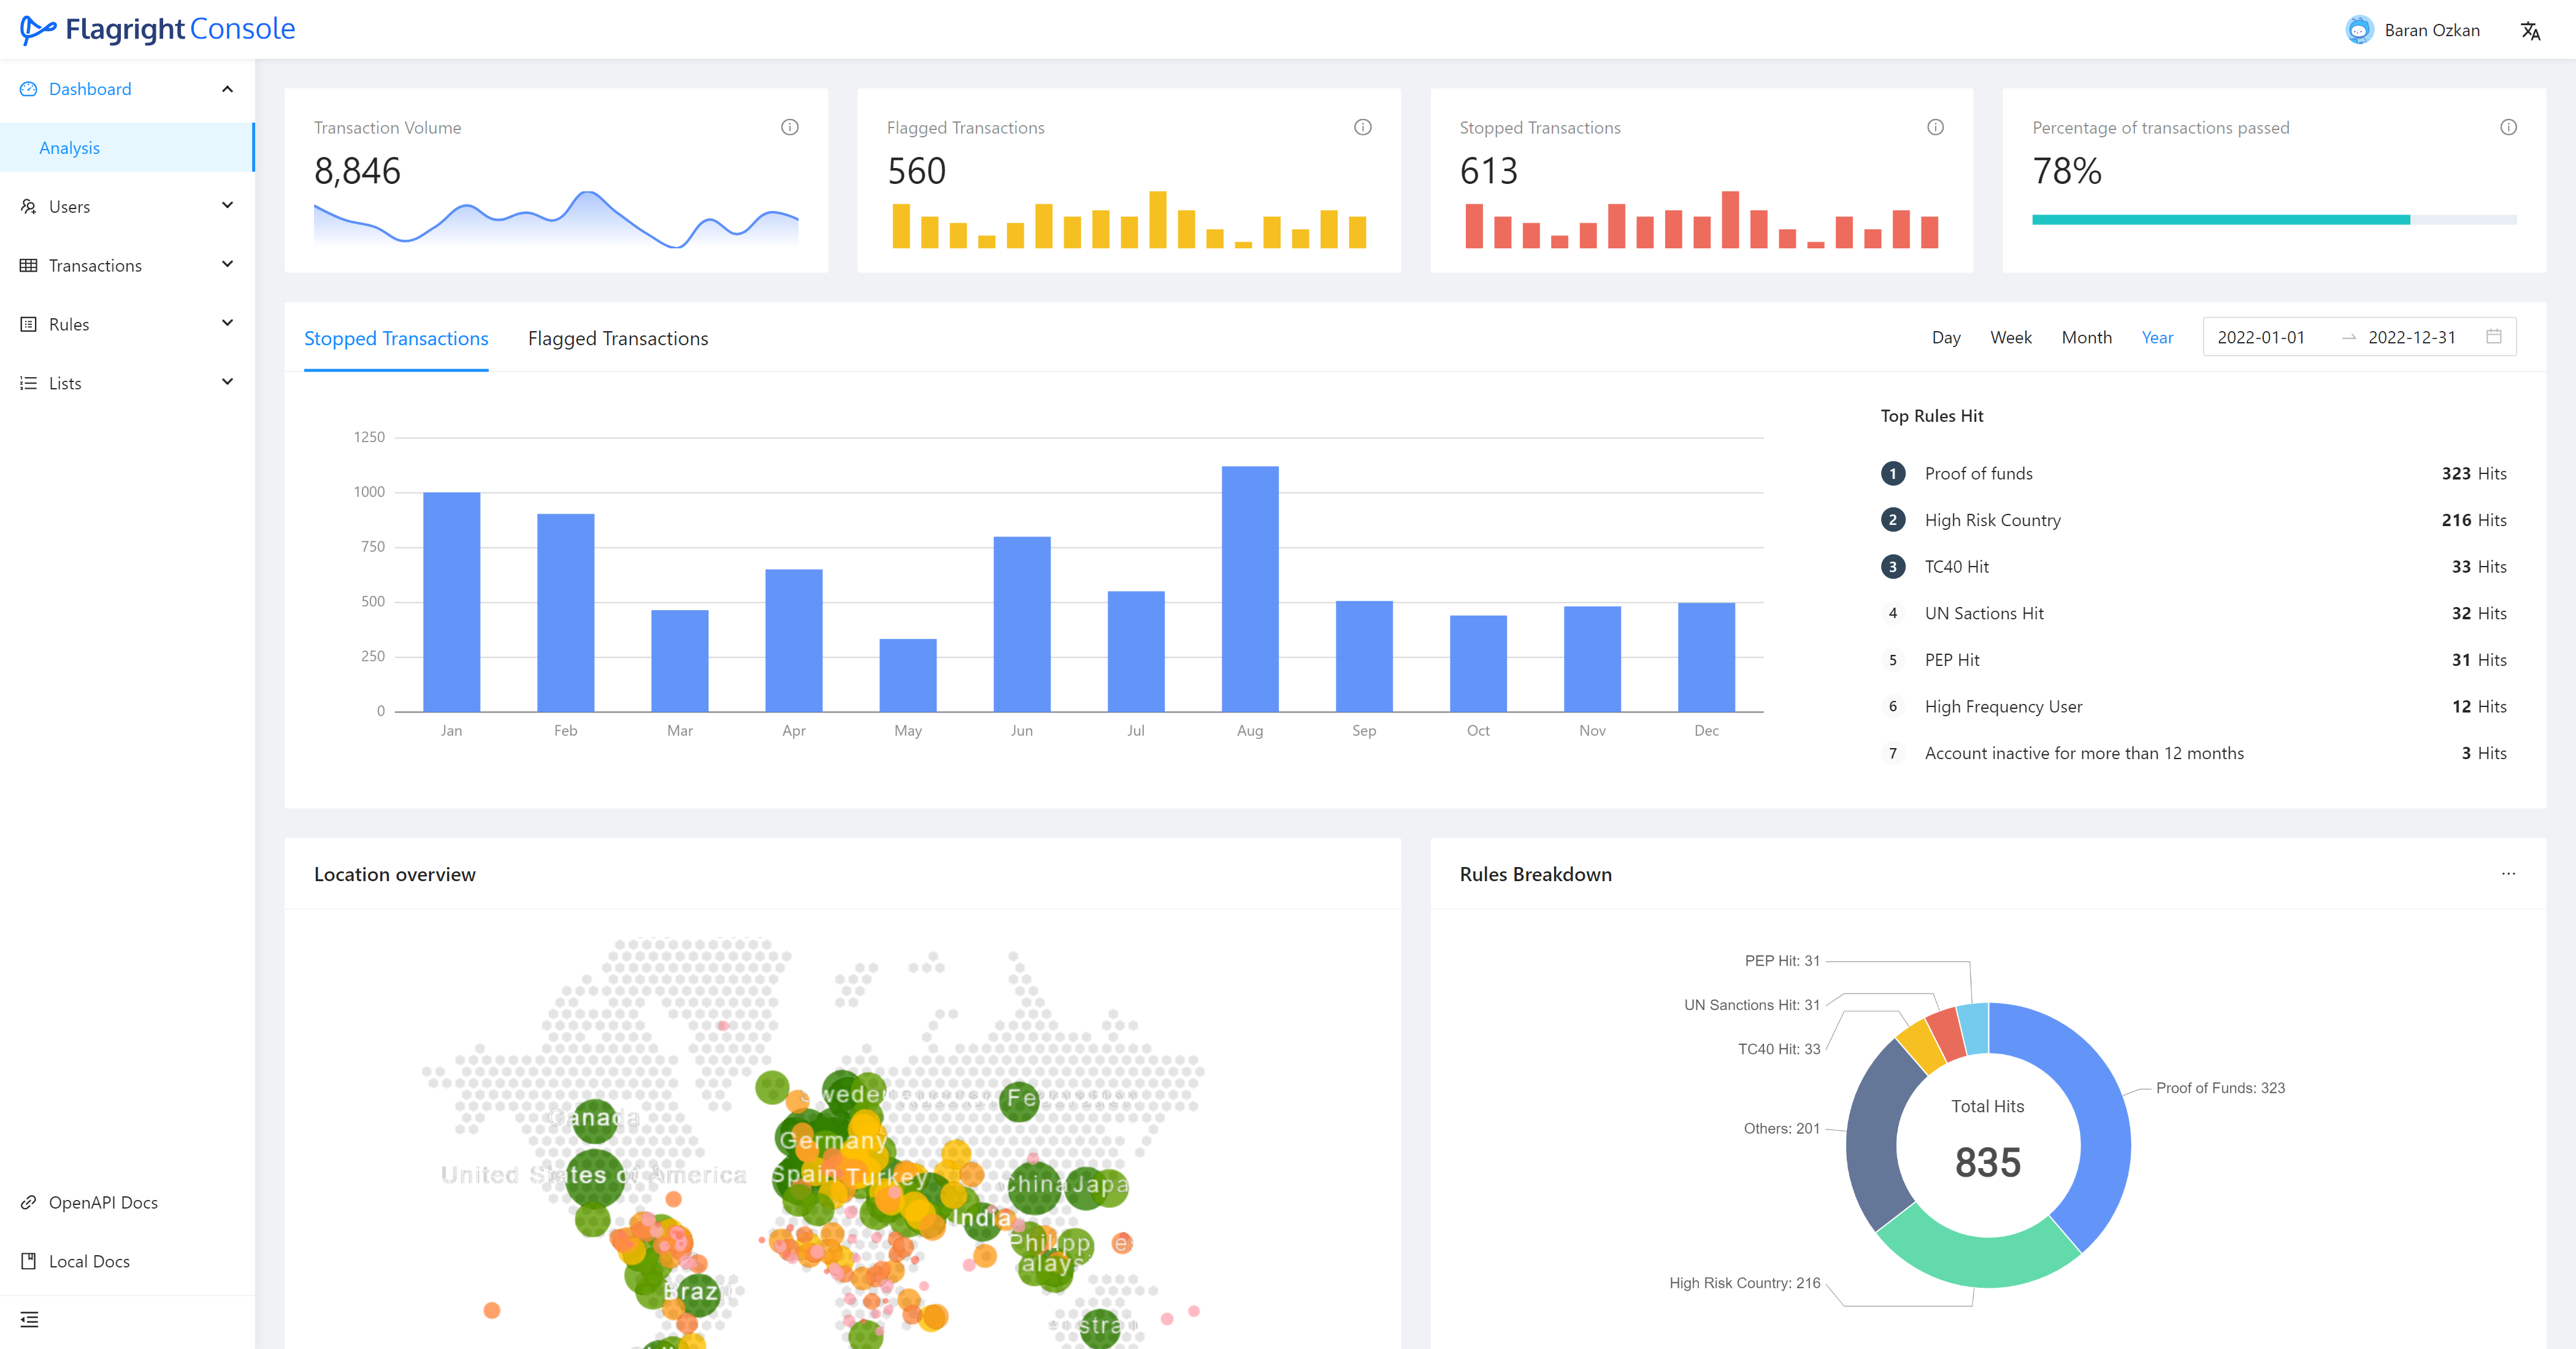 Flagright Console
Baran Ozkan
Dashboard
Analysis
Users
Transactions
Rules
Lists
OpenAPI Docs
Local Docs
Transaction Volume
8,846
Flagged Transactions
560
Stopped Transactions
613
Percentage of transactions passed
78%
Stopped Transactions Flagged Transactions
Day Week Month Year 2022-01-01 2022-12-31
1250
1000
750
500
250
0
Jan Feb Mar Apr May Jun Jul Aug Sep Oct Nov Dec
Top Rules Hit
1 Proof of funds 323 Hits
2 High Risk Country 216 Hits
3 TC40 Hit 33 Hits
4 UN Sactions Hit 32 Hits
5 PEP Hit 31 Hits
6 High Frequency User 12 Hits
7 Account inactive for more than 12 months 3 Hits
Location overview
Canada
United States of America
Germany
Spain Turkey
China Japa
India
Philipp es
alays
Braz
stral
Rules Breakdown
PEP Hit: 31
UN Sanctions Hit: 31
TC40 Hit: 33
Others: 201
High Risk Country: 216
Proof of Funds: 323
Total Hits
835